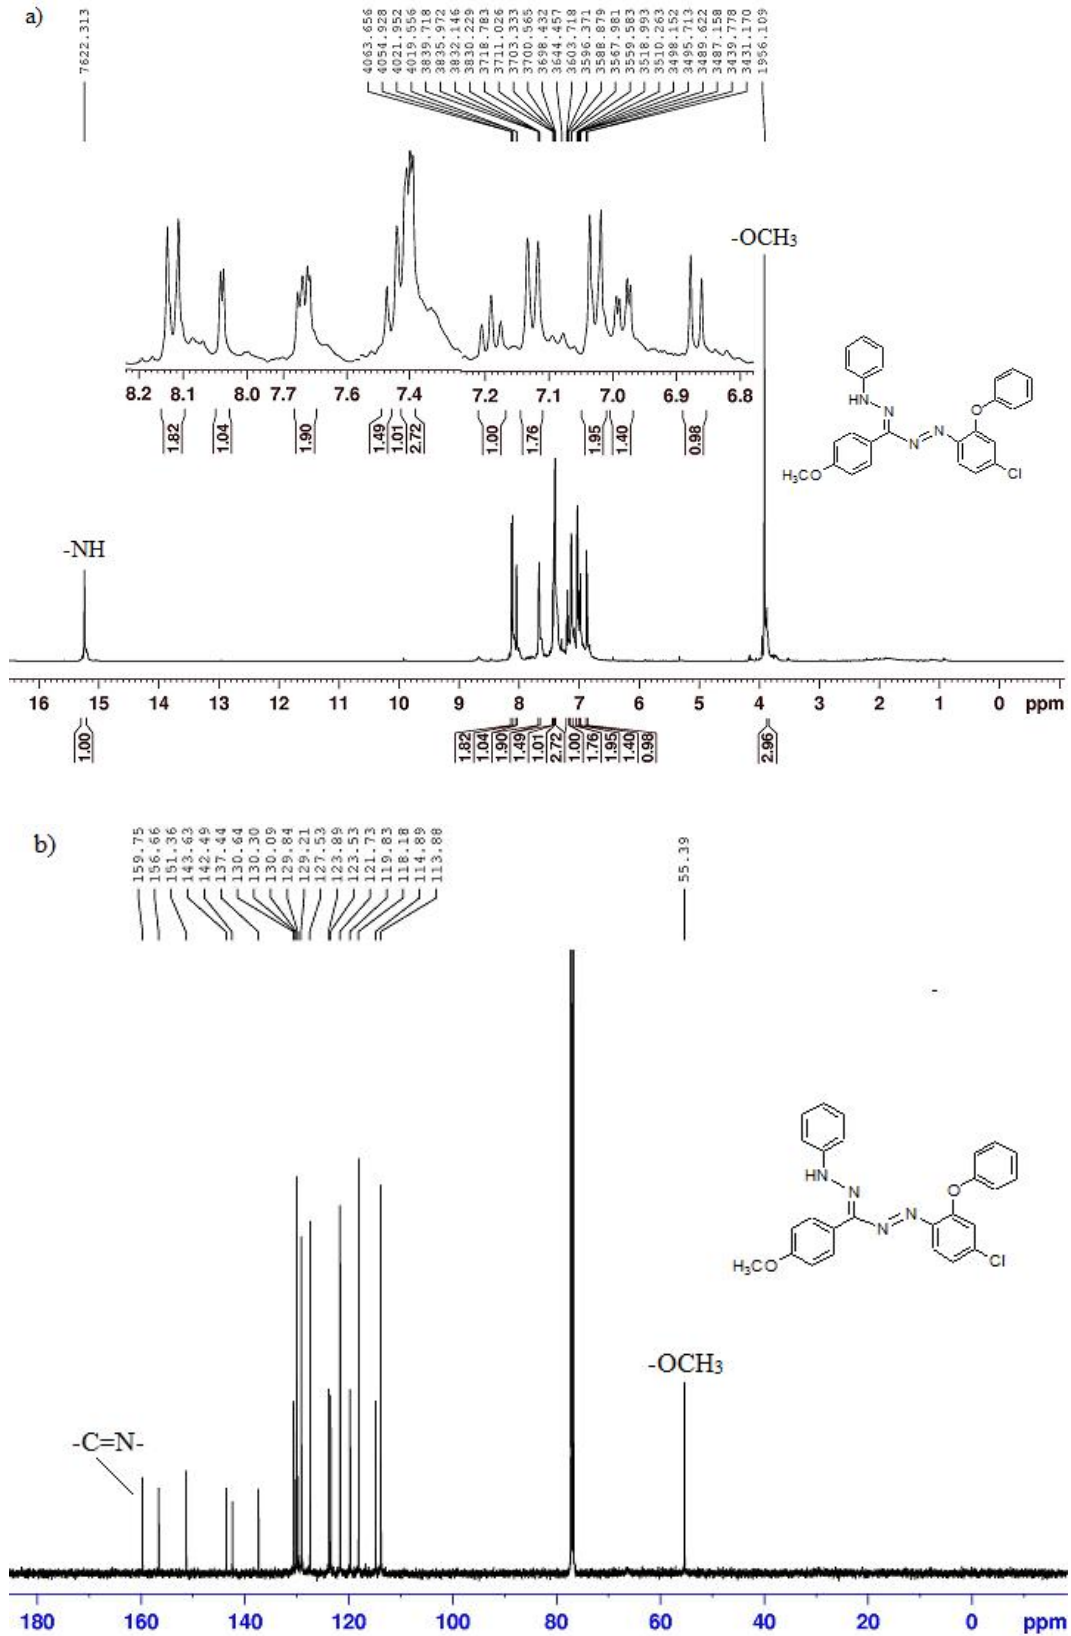 a)
7622.313
4063.656
4054.928
4021.952
4019.556
3839.718
3835.972
3832.146
3830.229
3718.783
3711.026
3703.333
3700.565
3698.432
3644.457
3603.718
3596.371
3588.879
3567.981
3559.583
3518.993
3510.263
3498.152
3495.713
3489.622
3487.158
3439.778
3431.170
1956.109
-OCH3
8.2 8.1 8.0 7.7 7.6 7.4 7.2 7.1 7.0 6.9 6.8
1.82 1.04 1.90 1.49 1.01 2.72 1.00 1.76 1.95 1.40 0.98
HN
N
O
N
N
H3CO
Cl
-NH
16 15 14 13 12 11 10 9 8 7 6 5 4 3 2 1 0 ppm
1.00 1.82 1.04 1.90 1.49 1.01 2.72 1.00 1.76 1.95 1.40 0.98 2.96
b)
159.75
156.66
151.36
143.63
142.49
137.44
130.64
130.30
130.09
129.84
129.21
127.53
123.89
123.53
121.73
119.83
118.18
114.89
113.88
55.39
-
HN
N
O
N
N
H3CO
Cl
-OCH3
-C=N-
180 160 140 120 100 80 60 40 20 0 ppm